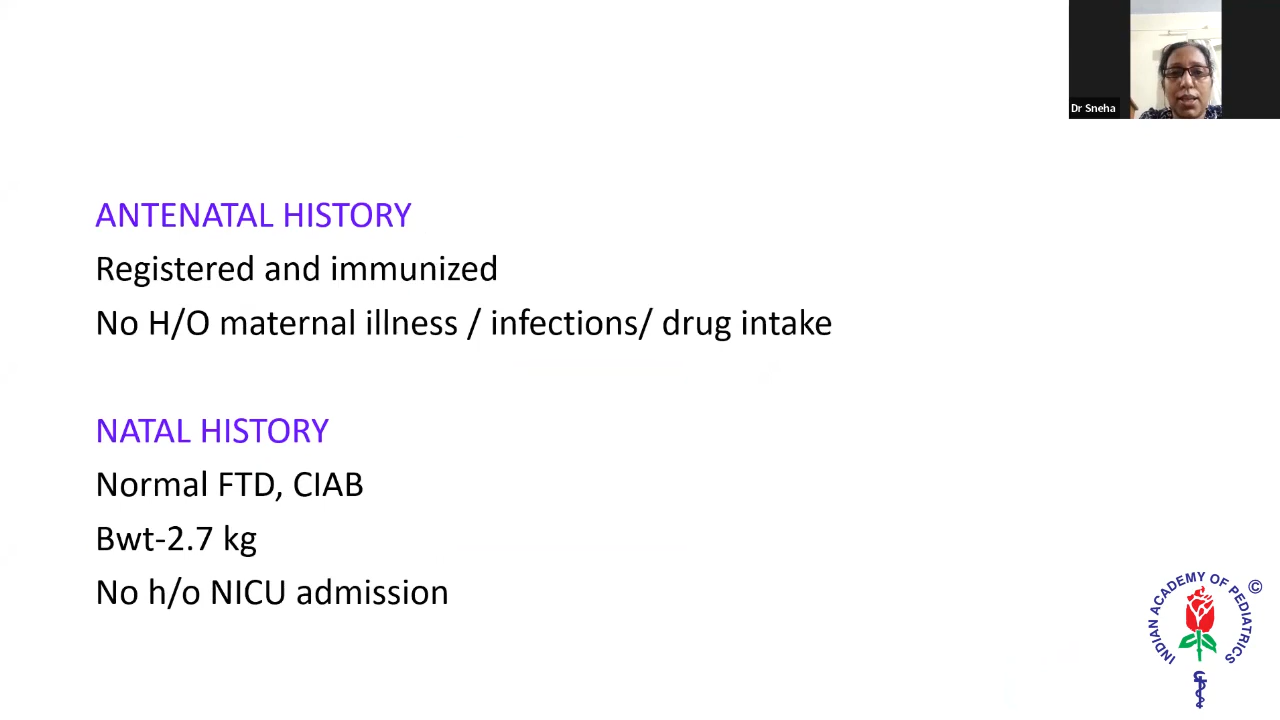 Dr Sneha
ANTENATAL HISTORY
Registered and immunized
No H/O maternal illness / infections/ drug intake
NATAL HISTORY
Normal FTD, CIAB
Bwt-2.7 kg
No h/o NICU admission
INDIAN ACADEMY OF PEDIATRICS
©